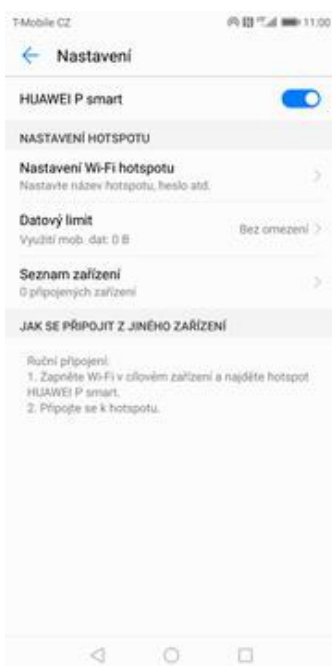 T-Mobile CZ 11:00
Nastavení
HUAWEI P smart
NASTAVENÍ HOTSPOTU
Nastavení Wi-Fi hotspotu
Nastavte název hotspotu, heslo atd.
Datový limit
Využití mob. dat: 0 B
Bez omezení
Seznam zařízení
0 připojených zařízení
JAK SE PŘIPOJIT Z JINÉHO ZAŘÍZENÍ
Ruční připojení:
1. Zapněte Wi-Fi v cílovém zařízení a najděte hotspot
HUAWEI P smart.
2. Připojte se k hotspotu.